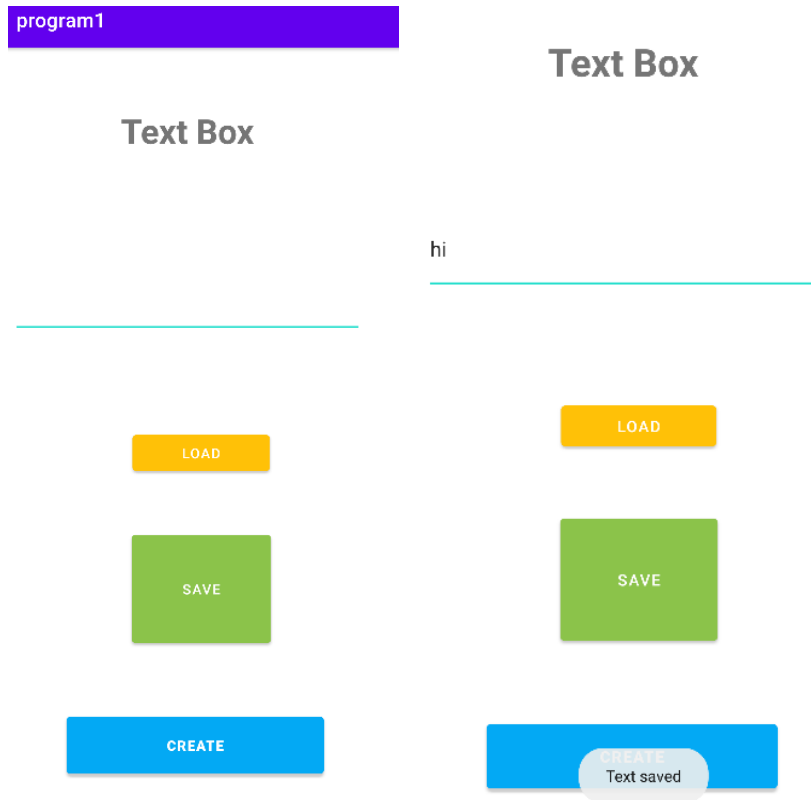 program1
Text Box
LOAD
SAVE
CREATE
Text Box
hi
LOAD
SAVE
CREATE
Text saved